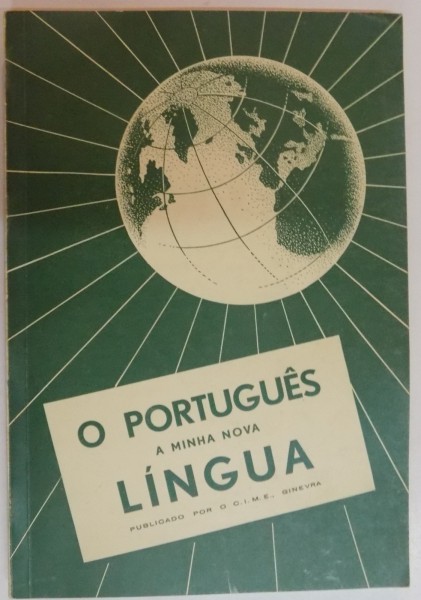 O PORTUGUÊS
A MINHA NOVA
LÍNGUA
PUBLICADO POR O C.I.M.E., GINEVRA